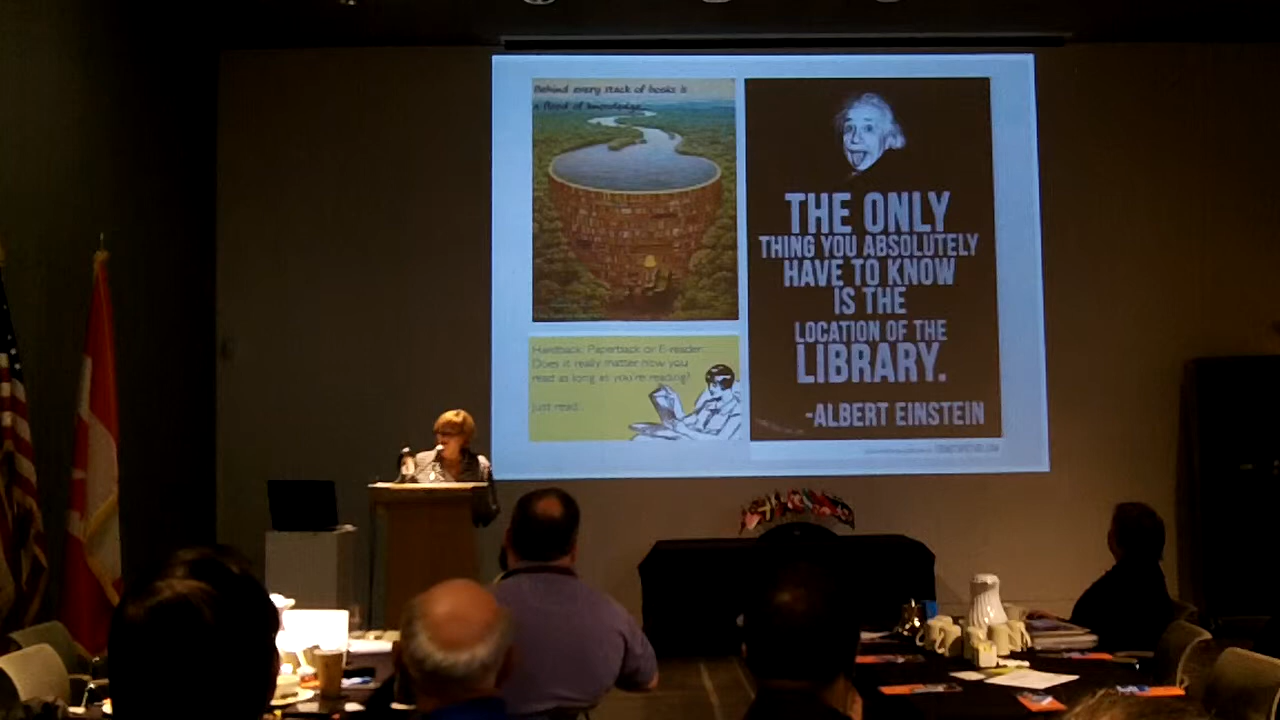 Behind every stack of books is
a flood of knowledge.
Hardback, Paperback or E-reader:
Does it really matter how you
read as long as you're reading?
Just read!
THE ONLY
THING YOU ABSOLUTELY
HAVE TO KNOW
IS THE
LOCATION OF THE
LIBRARY.
-ALBERT EINSTEIN